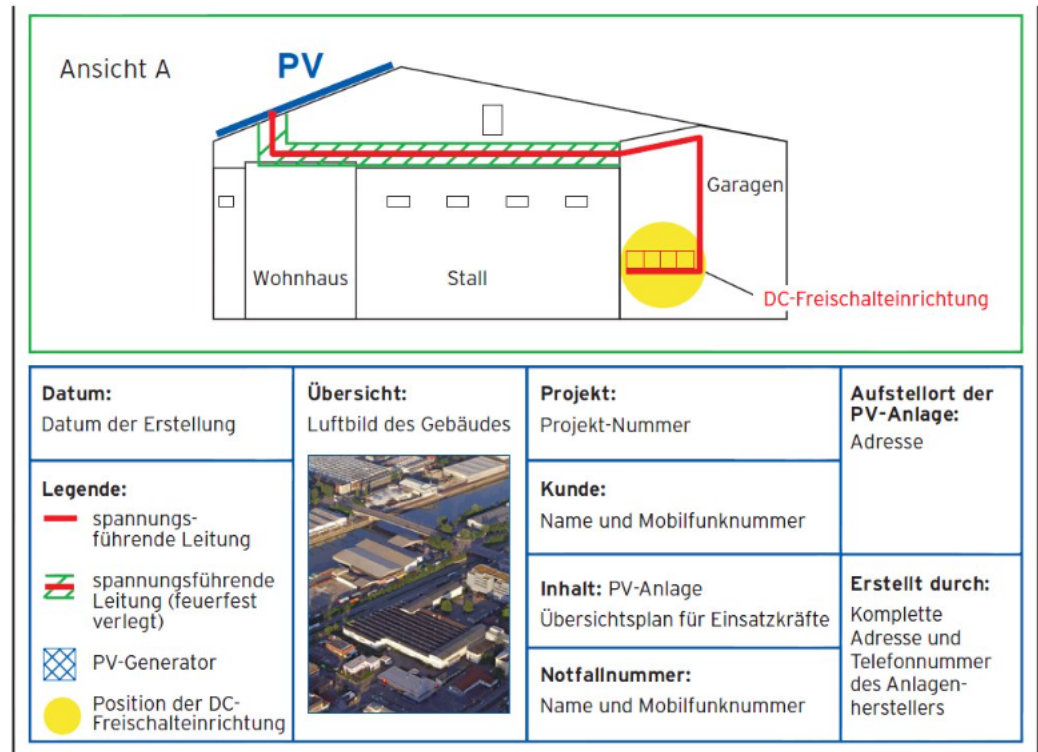 Ansicht A
PV
Garagen
Wohnhaus
Stall
DC-Freischalteinrichtung
Datum:
Datum der Erstellung
Übersicht:
Luftbild des Gebäudes
Projekt:
Projekt-Nummer
Aufstellort der
PV-Anlage:
Adresse
Legende:
spannungs-
führende Leitung
spannungsführende
Leitung (feuerfest
verlegt)
PV-Generator
Position der DC-
Freischalteinrichtung
Kunde:
Name und Mobilfunknummer
Inhalt: PV-Anlage
Übersichtsplan für Einsatzkräfte
Notfallnummer:
Name und Mobilfunknummer
Erstellt durch:
Komplette
Adresse und
Telefonnummer
des Anlagen-
herstellers